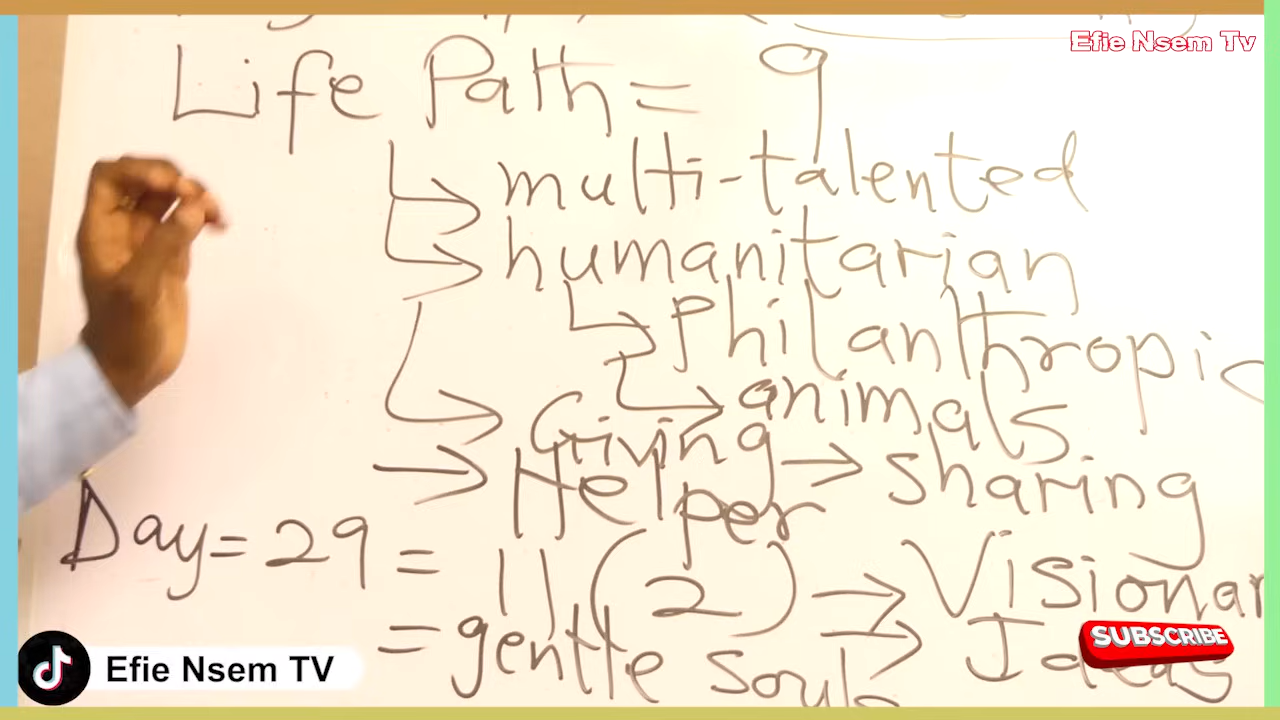 Efie Nsem Tv
Life Path = 9
multi-talented
humanitarian
Philanthropic
animals
Giving → sharing
Helper
Day = 29 = 11 (2) → Visionar
= gentle souls → Ideas
SUBSCRIBE
Efie Nsem TV